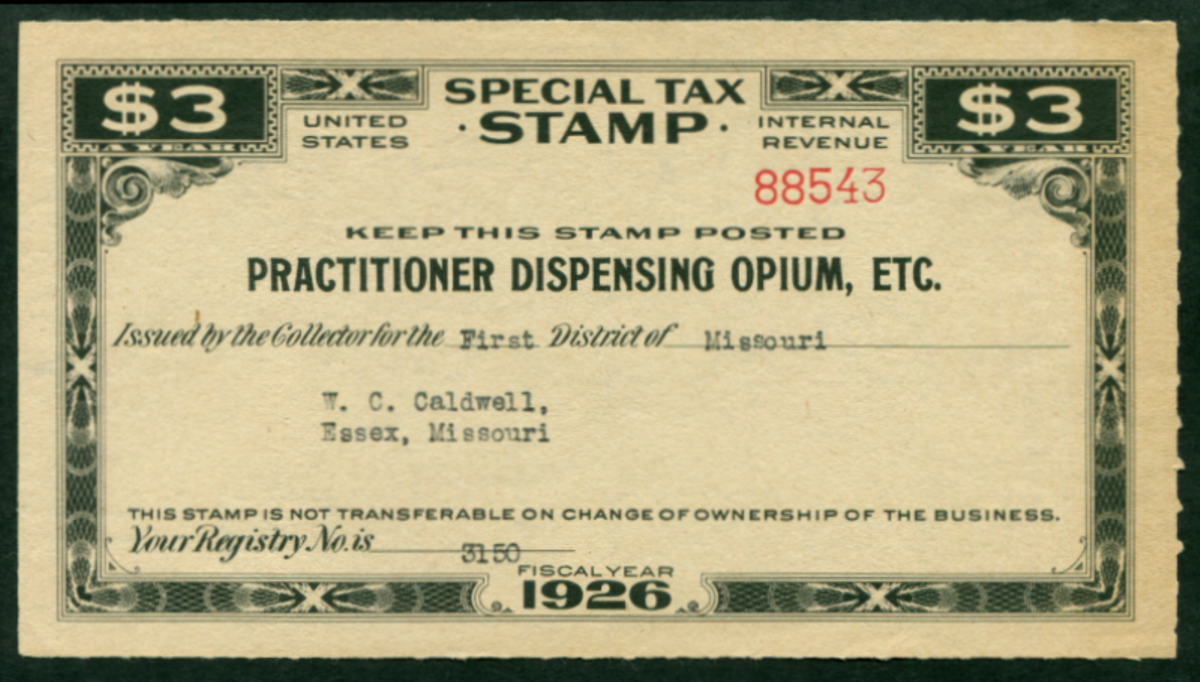 $3 A YEAR
UNITED STATES
SPECIAL TAX
· STAMP ·
INTERNAL REVENUE
$3 A YEAR
88543
KEEP THIS STAMP POSTED
PRACTITIONER DISPENSING OPIUM, ETC.
Issued by the Collector for the First District of Missouri
W. C. Caldwell,
Essex, Missouri
THIS STAMP IS NOT TRANSFERABLE ON CHANGE OF OWNERSHIP OF THE BUSINESS.
Your Registry No. is 3150
FISCAL YEAR
1926